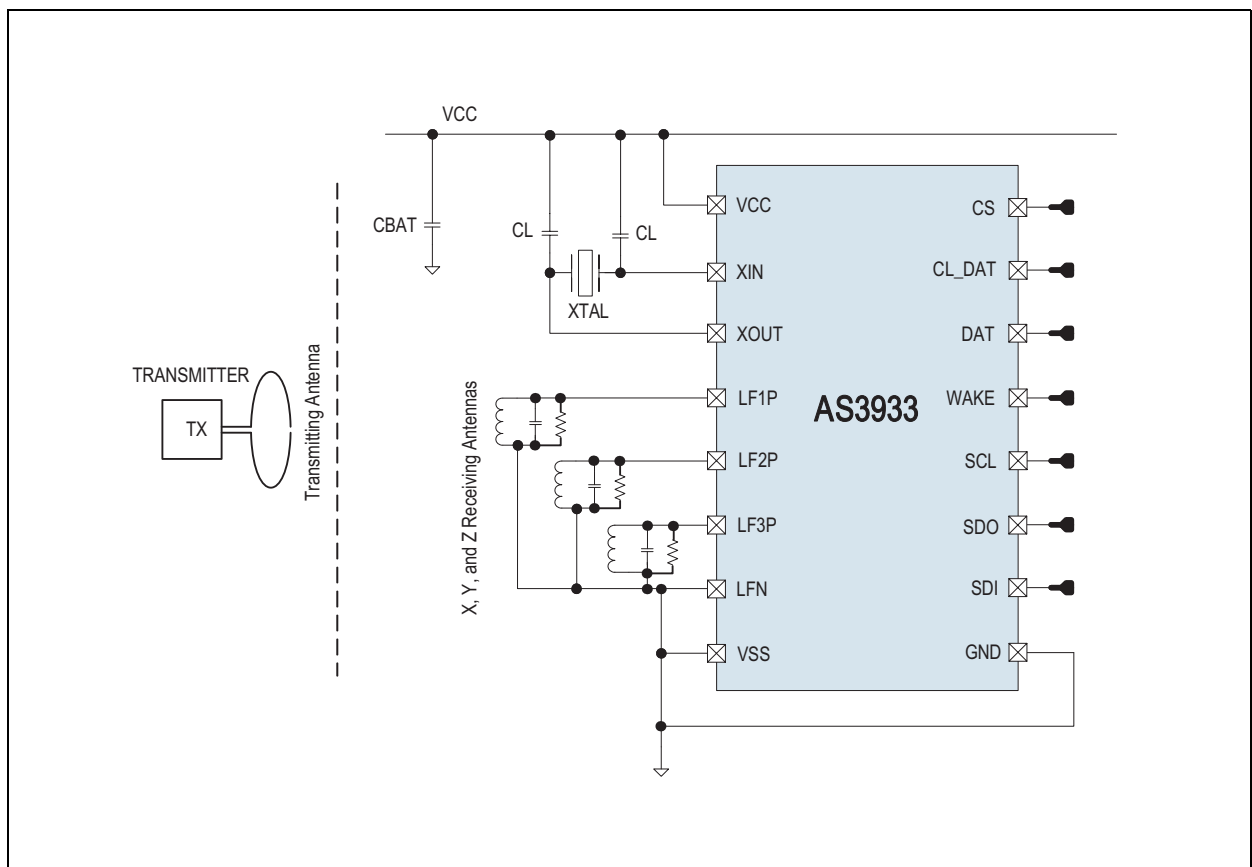 VCC
CBAT
CL
CL
XTAL
TRANSMITTER
TX
Transmitting Antenna
X, Y, and Z Receiving Antennas
AS3933
VCC
XIN
XOUT
LF1P
LF2P
LF3P
LFN
VSS
CS
CL_DAT
DAT
WAKE
SCL
SDO
SDI
GND